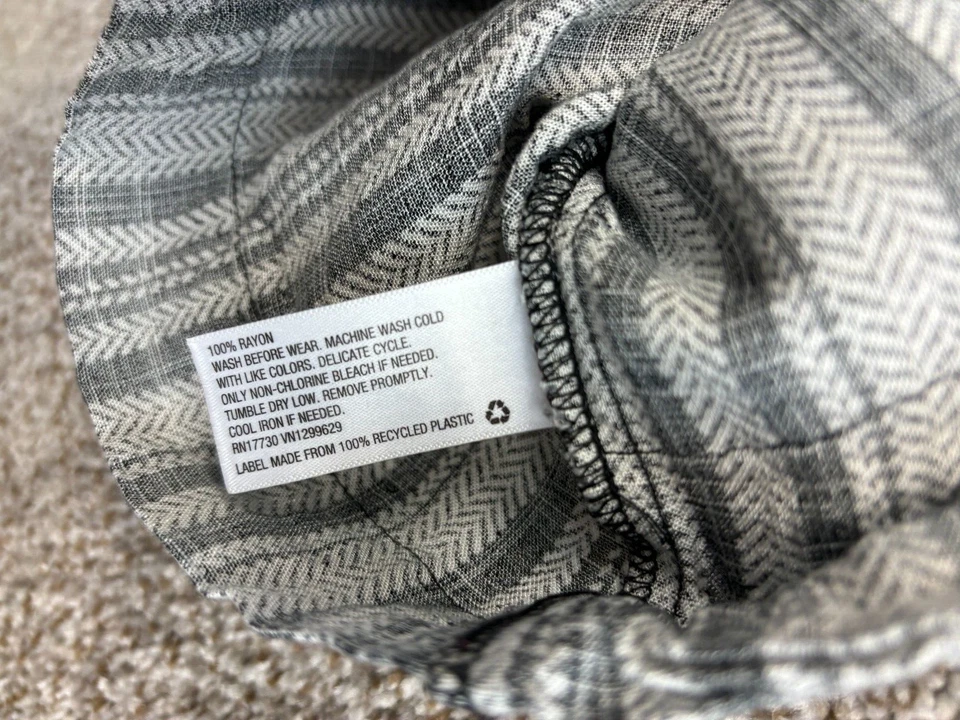 100% RAYON
WASH BEFORE WEAR. MACHINE WASH COLD
WITH LIKE COLORS. DELICATE CYCLE.
ONLY NON-CHLORINE BLEACH IF NEEDED.
TUMBLE DRY LOW. REMOVE PROMPTLY.
COOL IRON IF NEEDED.
RN17730 VN1299629
LABEL MADE FROM 100% RECYCLED PLASTIC